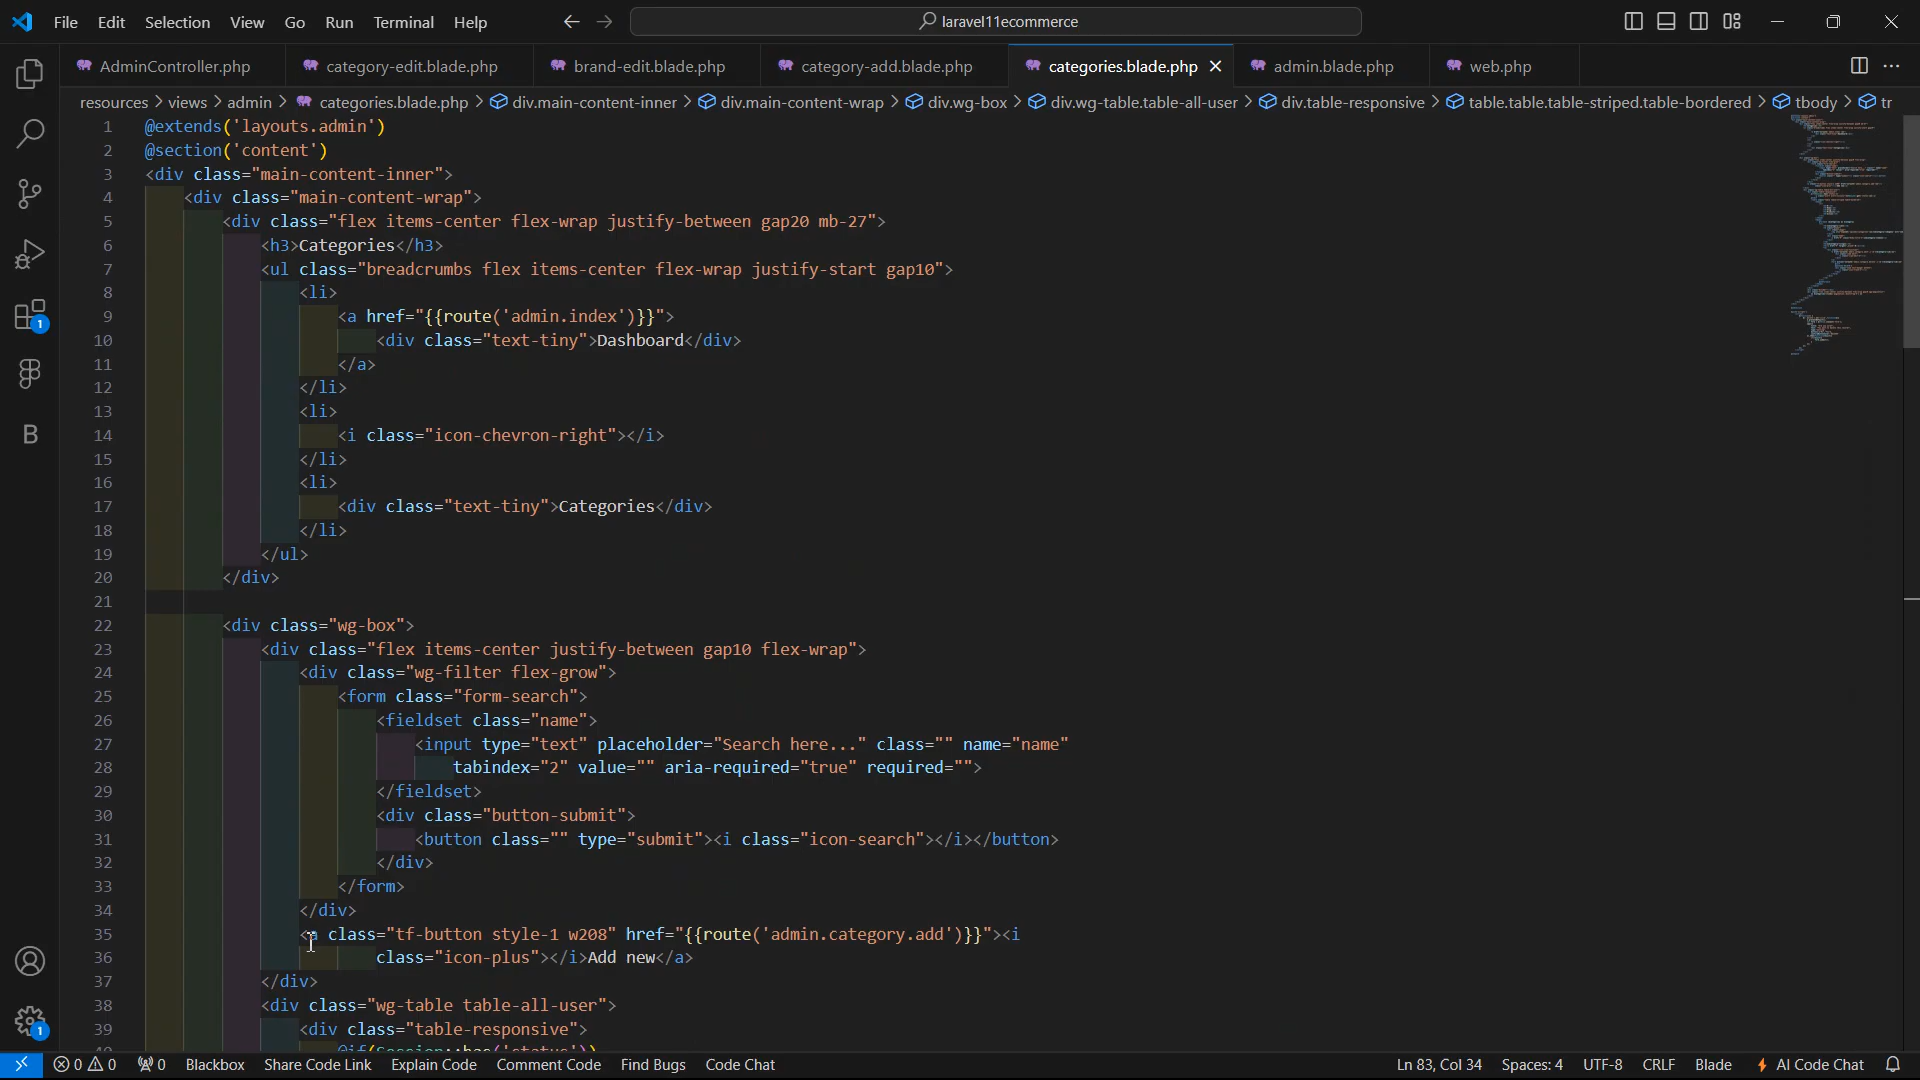 File Edit Selection View Go Run Terminal Help laravel11ecommerce
AdminController.php category-edit.blade.php brand-edit.blade.php category-add.blade.php categories.blade.php admin.blade.php web.php
resources > views > admin > categories.blade.php > div.main-content-inner > div.main-content-wrap > div.wg-box > div.wg-table.table-all-user > div.table-responsive > table.table.table-striped.table-bordered > tbody > tr
1 @extends('layouts.admin')
2 @section('content')
3 <div class="main-content-inner">
4 <div class="main-content-wrap">
5 <div class="flex items-center flex-wrap justify-between gap20 mb-27">
6 <h3>Categories</h3>
7 <ul class="breadcrumbs flex items-center flex-wrap justify-start gap10">
8 <li>
9 <a href="{{route('admin.index')}}">
10 <div class="text-tiny">Dashboard</div>
11 </a>
12 </li>
13 <li>
14 <i class="icon-chevron-right"></i>
15 </li>
16 <li>
17 <div class="text-tiny">Categories</div>
18 </li>
19 </ul>
20 </div>
21
22 <div class="wg-box">
23 <div class="flex items-center justify-between gap10 flex-wrap">
24 <div class="wg-filter flex-grow">
25 <form class="form-search">
26 <fieldset class="name">
27 <input type="text" placeholder="Search here..." class="" name="name"
28 tabindex="2" value="" aria-required="true" required="">
29 </fieldset>
30 <div class="button-submit">
31 <button class="" type="submit"><i class="icon-search"></i></button>
32 </div>
33 </form>
34 </div>
35 <a class="tf-button style-1 w208" href="{{route('admin.category.add')}}"><i
36 class="icon-plus"></i>Add new</a>
37 </div>
38 <div class="wg-table table-all-user">
39 <div class="table-responsive">
40 @if(Session::has('status'))
0 0 0 Blackbox Share Code Link Explain Code Comment Code Find Bugs Code Chat Ln 83, Col 34 Spaces: 4 UTF-8 CRLF Blade AI Code Chat